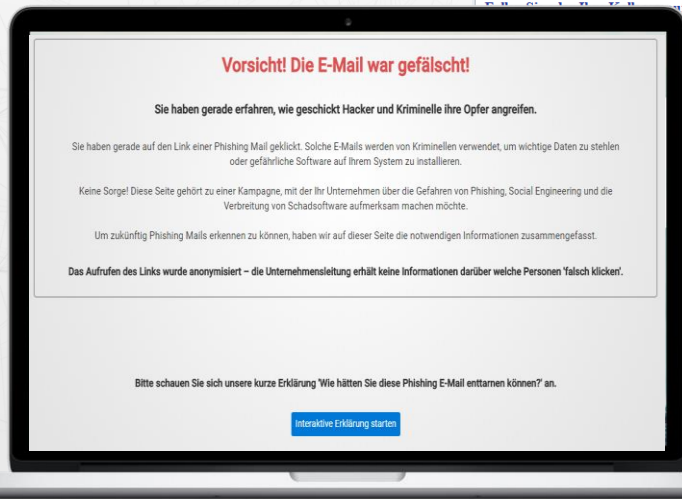 Vorsicht! Die E-Mail war gefälscht!
Sie haben gerade erfahren, wie geschickt Hacker und Kriminelle ihre Opfer angreifen.
Sie haben gerade auf den Link einer Phishing Mail geklickt. Solche E-Mails werden von Kriminellen verwendet, um wichtige Daten zu stehlen
oder gefährliche Software auf Ihrem System zu installieren.
Keine Sorge! Diese Seite gehört zu einer Kampagne, mit der Ihr Unternehmen über die Gefahren von Phishing, Social Engineering und die
Verbreitung von Schadsoftware aufmerksam machen möchte.
Um zukünftig Phishing Mails erkennen zu können, haben wir auf dieser Seite die notwendigen Informationen zusammengefasst.
Das Aufrufen des Links wurde anonymisiert – die Unternehmensleitung erhält keine Informationen darüber welche Personen 'falsch klicken'.
Bitte schauen Sie sich unsere kurze Erklärung 'Wie hätten Sie diese Phishing E-Mail enttarnen können?' an.
Interaktive Erklärung starten